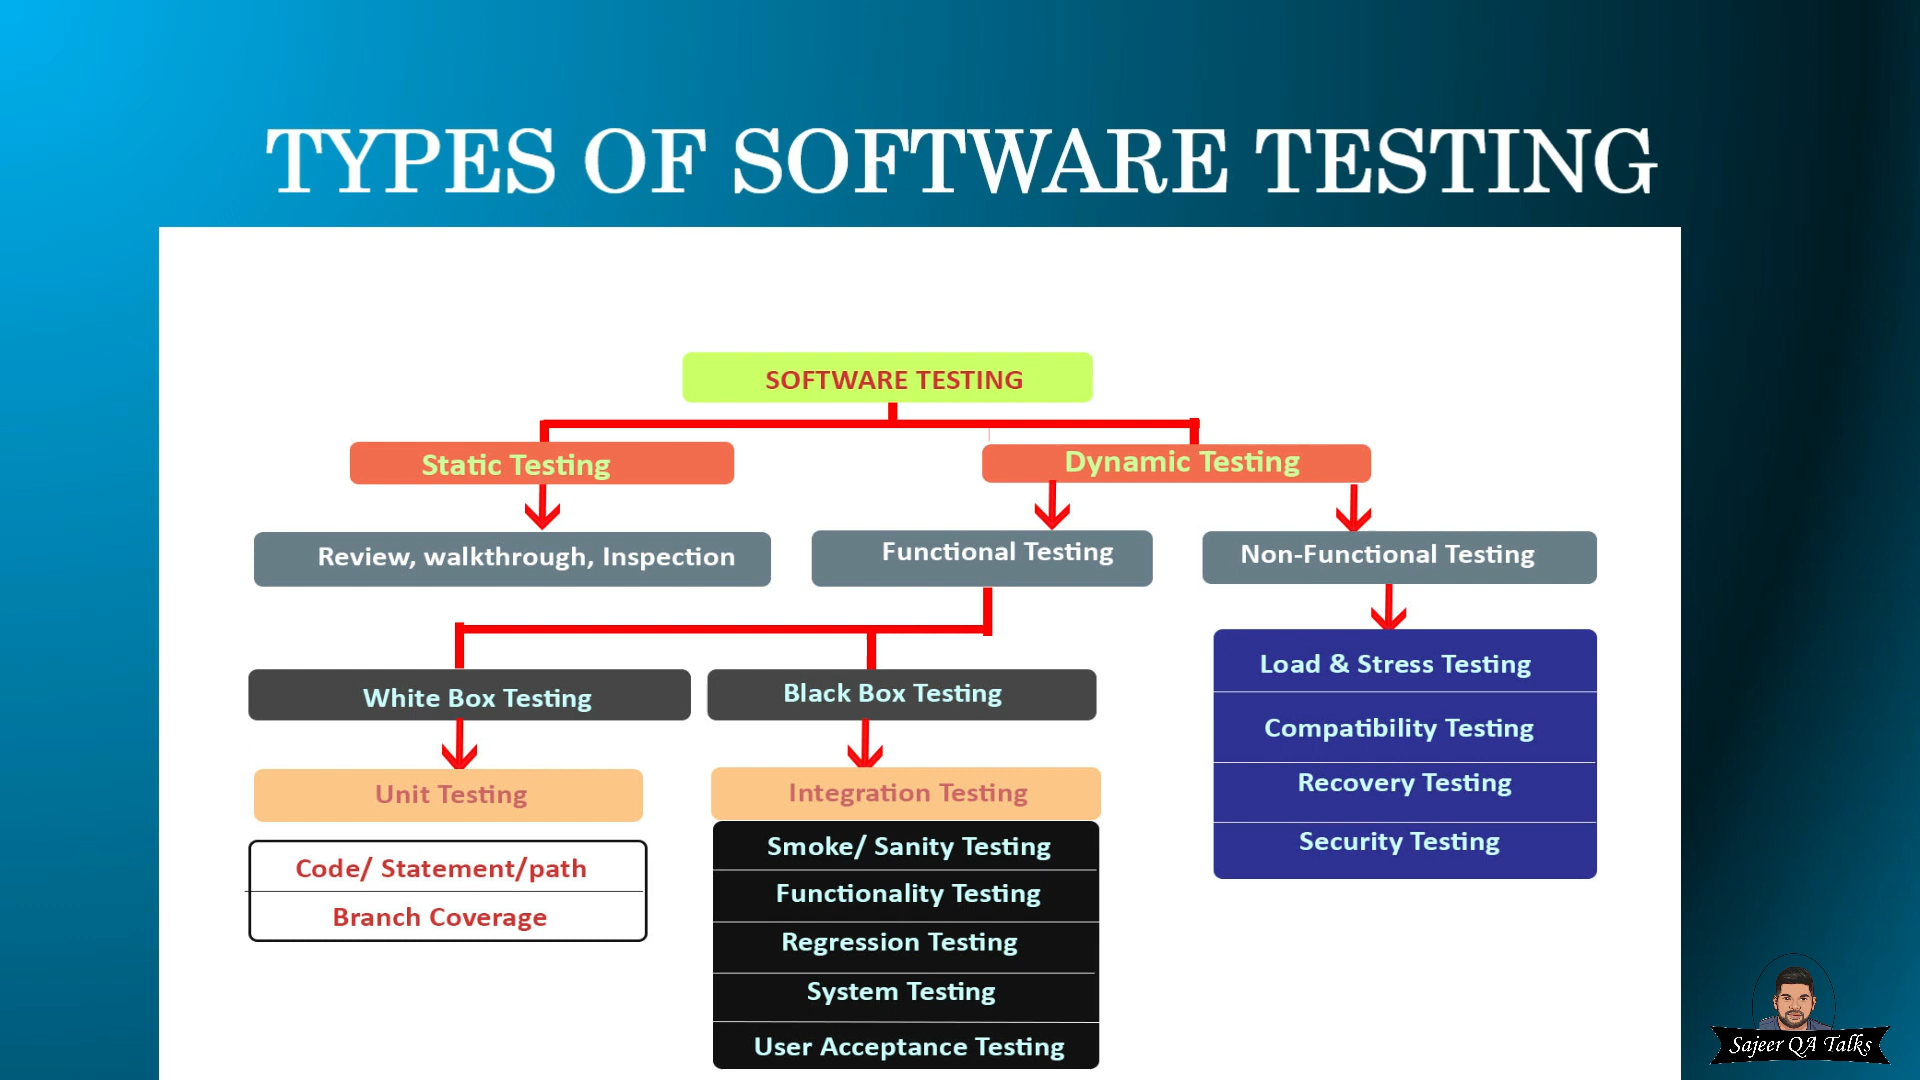 TYPES OF SOFTWARE TESTING
SOFTWARE TESTING
Static Testing
Dynamic Testing
Review, walkthrough, Inspection
Functional Testing
Non-Functional Testing
White Box Testing
Black Box Testing
Unit Testing
Code/ Statement/path
Branch Coverage
Integration Testing
Smoke/ Sanity Testing
Functionality Testing
Regression Testing
System Testing
User Acceptance Testing
Load & Stress Testing
Compatibility Testing
Recovery Testing
Security Testing
Sajeer QA Talks